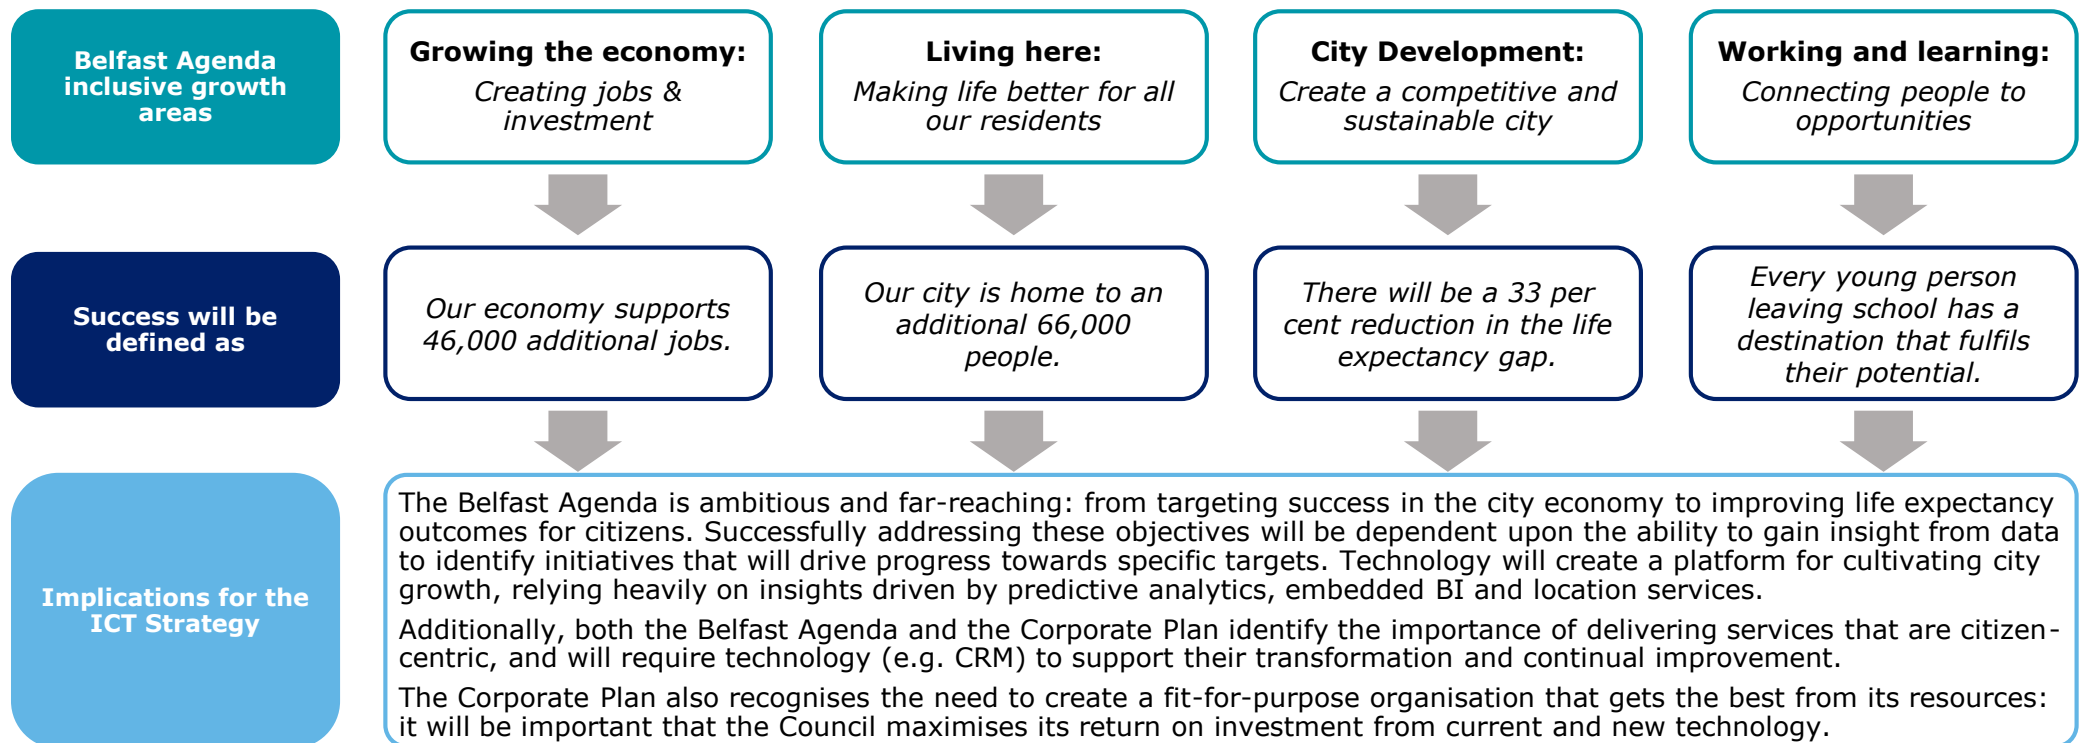 Belfast Agenda
inclusive growth
areas
Growing the economy:
Creating jobs &
investment
Living here:
Making life better for all
our residents
City Development:
Create a competitive and
sustainable city
Working and learning:
Connecting people to
opportunities
Success will be
defined as
Our economy supports
46,000 additional jobs.
Our city is home to an
additional 66,000
people.
There will be a 33 per
cent reduction in the life
expectancy gap.
Every young person
leaving school has a
destination that fulfils
their potential.
Implications for the
ICT Strategy
The Belfast Agenda is ambitious and far-reaching: from targeting success in the city economy to improving life expectancy
outcomes for citizens. Successfully addressing these objectives will be dependent upon the ability to gain insight from data
to identify initiatives that will drive progress towards specific targets. Technology will create a platform for cultivating city
growth, relying heavily on insights driven by predictive analytics, embedded BI and location services.
Additionally, both the Belfast Agenda and the Corporate Plan identify the importance of delivering services that are citizen-
centric, and will require technology (e.g. CRM) to support their transformation and continual improvement.
The Corporate Plan also recognises the need to create a fit-for-purpose organisation that gets the best from its resources:
it will be important that the Council maximises its return on investment from current and new technology.